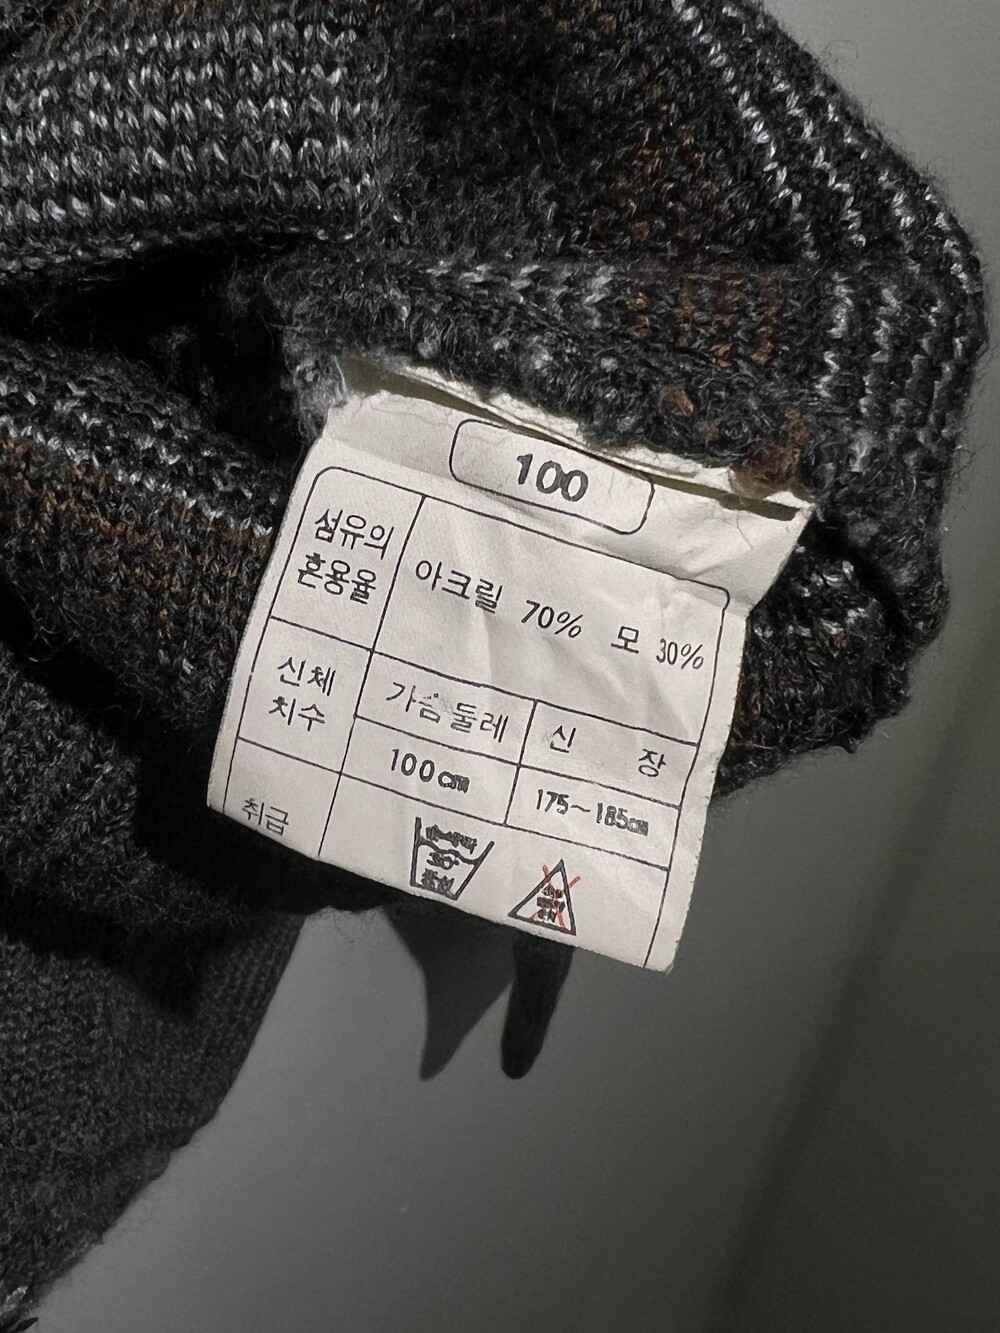 100
섬유의
혼용율
아크릴 70% 모 30%
신체
치수
가슴둘레
신 장
100cm
175~185cm
취급
30°